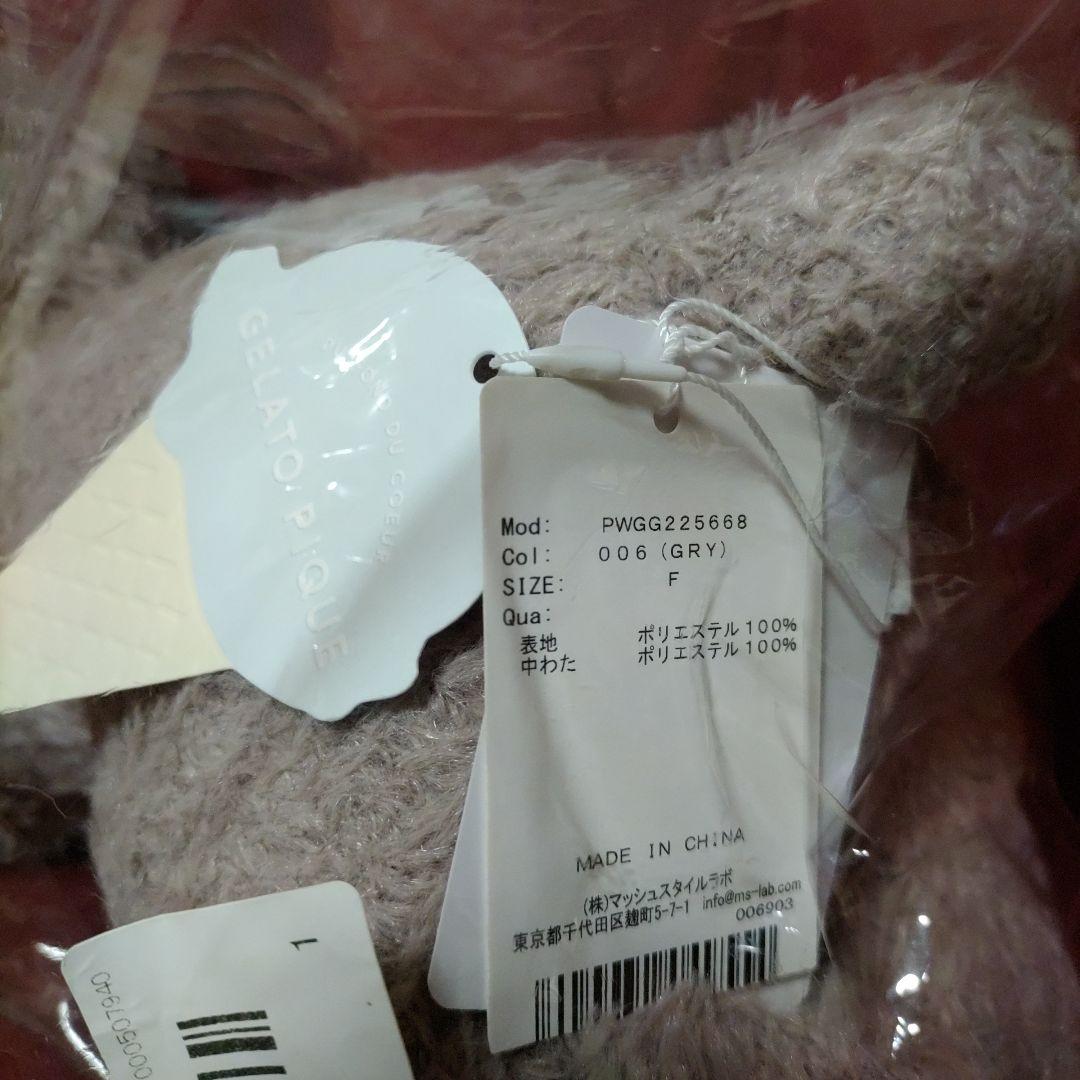 GELATO PIQUE
DU COEUR
Mod: PWGG225668
Col: 006(GRY)
SIZE: F
Qua:
表地 ポリエステル100%
中わた ポリエステル100%
MADE IN CHINA
(株)マッシュスタイルラボ
東京都千代田区麹町5-7-1 info@ms-lab.com
006903
1
000507940